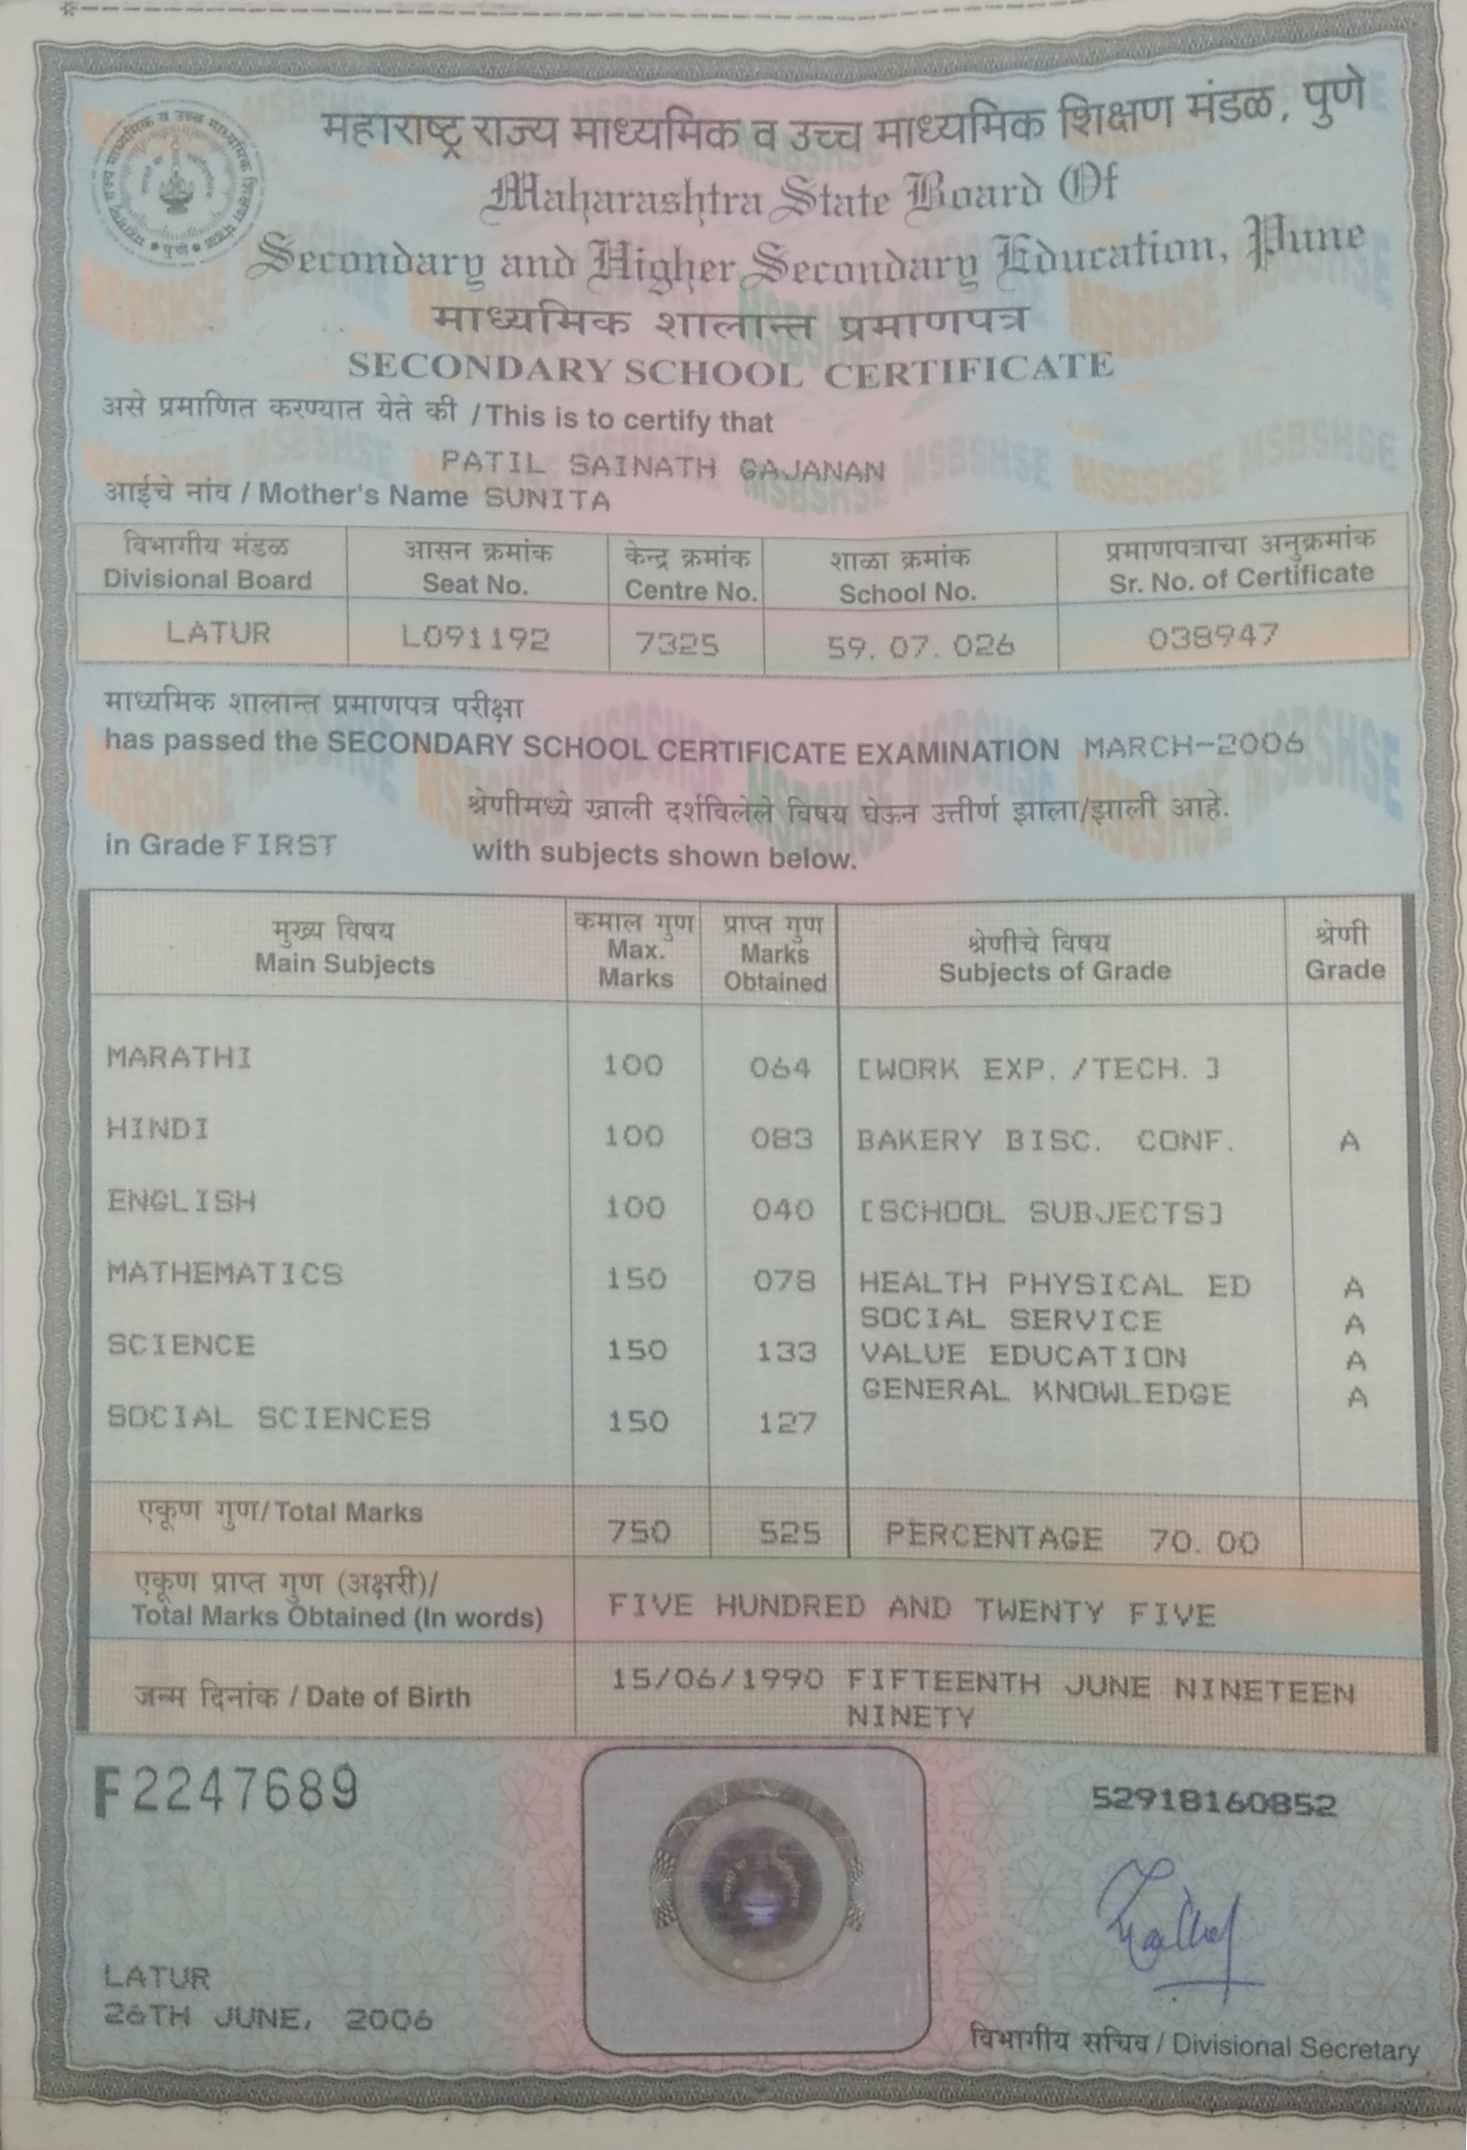 महाराष्ट्र राज्य माध्यमिक व उच्च माध्यमिक शिक्षण मंडळ, पुणे
Maharashtra State Board Of
Secondary and Higher Secondary Education, Pune
माध्यमिक शालान्त प्रमाणपत्र
SECONDARY SCHOOL CERTIFICATE
असे प्रमाणित करण्यात येते की / This is to certify that
PATIL SAINATH GAJANAN
आईचे नांव / Mother's Name SUNITA
विभागीय मंडळ आसन क्रमांक केन्द्र क्रमांक शाळा क्रमांक प्रमाणपत्राचा अनुक्रमांक
Divisional Board Seat No. Centre No. School No. Sr. No. of Certificate
LATUR L091192 7325 59. 07. 026 038947
माध्यमिक शालान्त प्रमाणपत्र परीक्षा
has passed the SECONDARY SCHOOL CERTIFICATE EXAMINATION MARCH-2006
श्रेणीमध्ये खाली दर्शविलेले विषय घेऊन उत्तीर्ण झाला/झाली आहे.
in Grade FIRST with subjects shown below.
मुख्य विषय कमाल गुण प्राप्त गुण श्रेणीचे विषय श्रेणी
Main Subjects Max. Marks Marks Obtained Subjects of Grade Grade
MARATHI 100 064 [WORK EXP. /TECH. ]
HINDI 100 083 BAKERY BISC. CONF. A
ENGLISH 100 040 [SCHOOL SUBJECTS]
MATHEMATICS 150 078 HEALTH PHYSICAL ED A
SOCIAL SERVICE A
SCIENCE 150 133 VALUE EDUCATION A
GENERAL KNOWLEDGE A
SOCIAL SCIENCES 150 127
एकूण गुण/ Total Marks 750 525 PERCENTAGE 70. 00
एकूण प्राप्त गुण (अक्षरी)/
Total Marks Obtained (In words) FIVE HUNDRED AND TWENTY FIVE
जन्म दिनांक / Date of Birth 15/06/1990 FIFTEENTH JUNE NINETEEN
NINETY
F2247689
52918160852
LATUR
26TH JUNE, 2006
विभागीय सचिव / Divisional Secretary